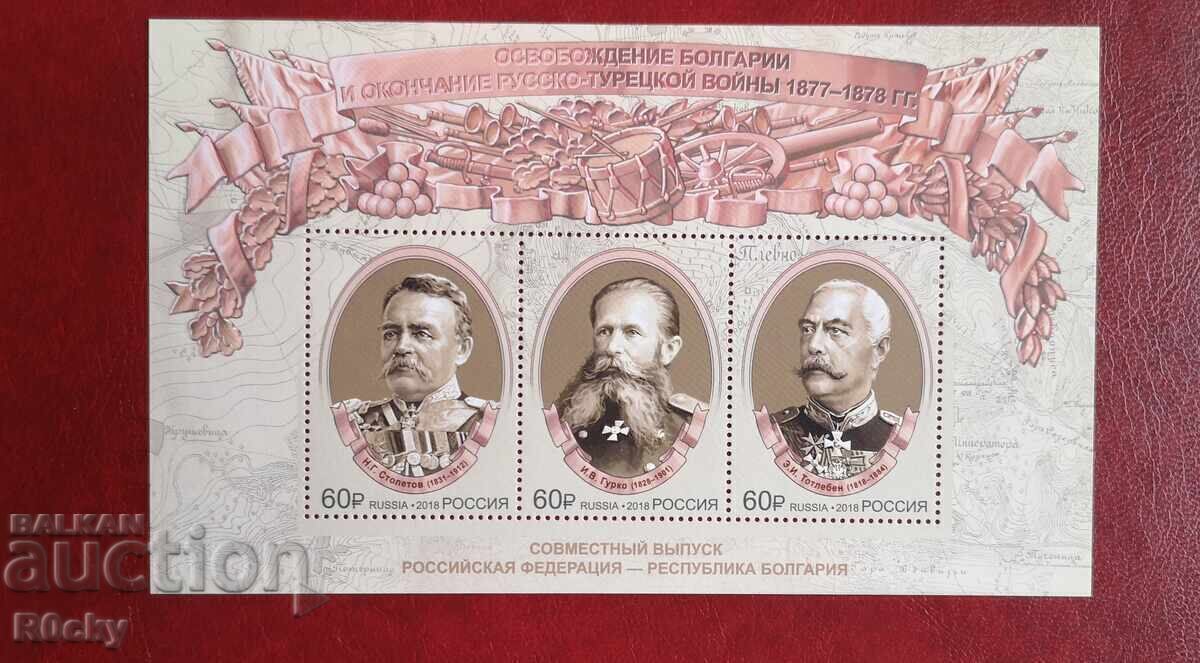 ОСВОБОЖДЕНИЕ БОЛГАРИИ
И ОКОНЧАНИЕ РУССКО-ТУРЕЦКОЙ ВОЙНЫ 1877–1878 ГГ.
Плевно
Н.Г. Столетов (1831–1912)
И.В. Гурко (1828–1901)
Э.И. Тотлебен (1818–1884)
60₽ RUSSIA • 2018 РОССИЯ
60₽ RUSSIA • 2018 РОССИЯ
60₽ RUSSIA • 2018 РОССИЯ
Императора
СОВМЕСТНЫЙ ВЫПУСК
РОССИЙСКАЯ ФЕДЕРАЦИЯ — РЕСПУБЛИКА БОЛГАРИЯ
Тученица
BALKAN
auction
R0cky